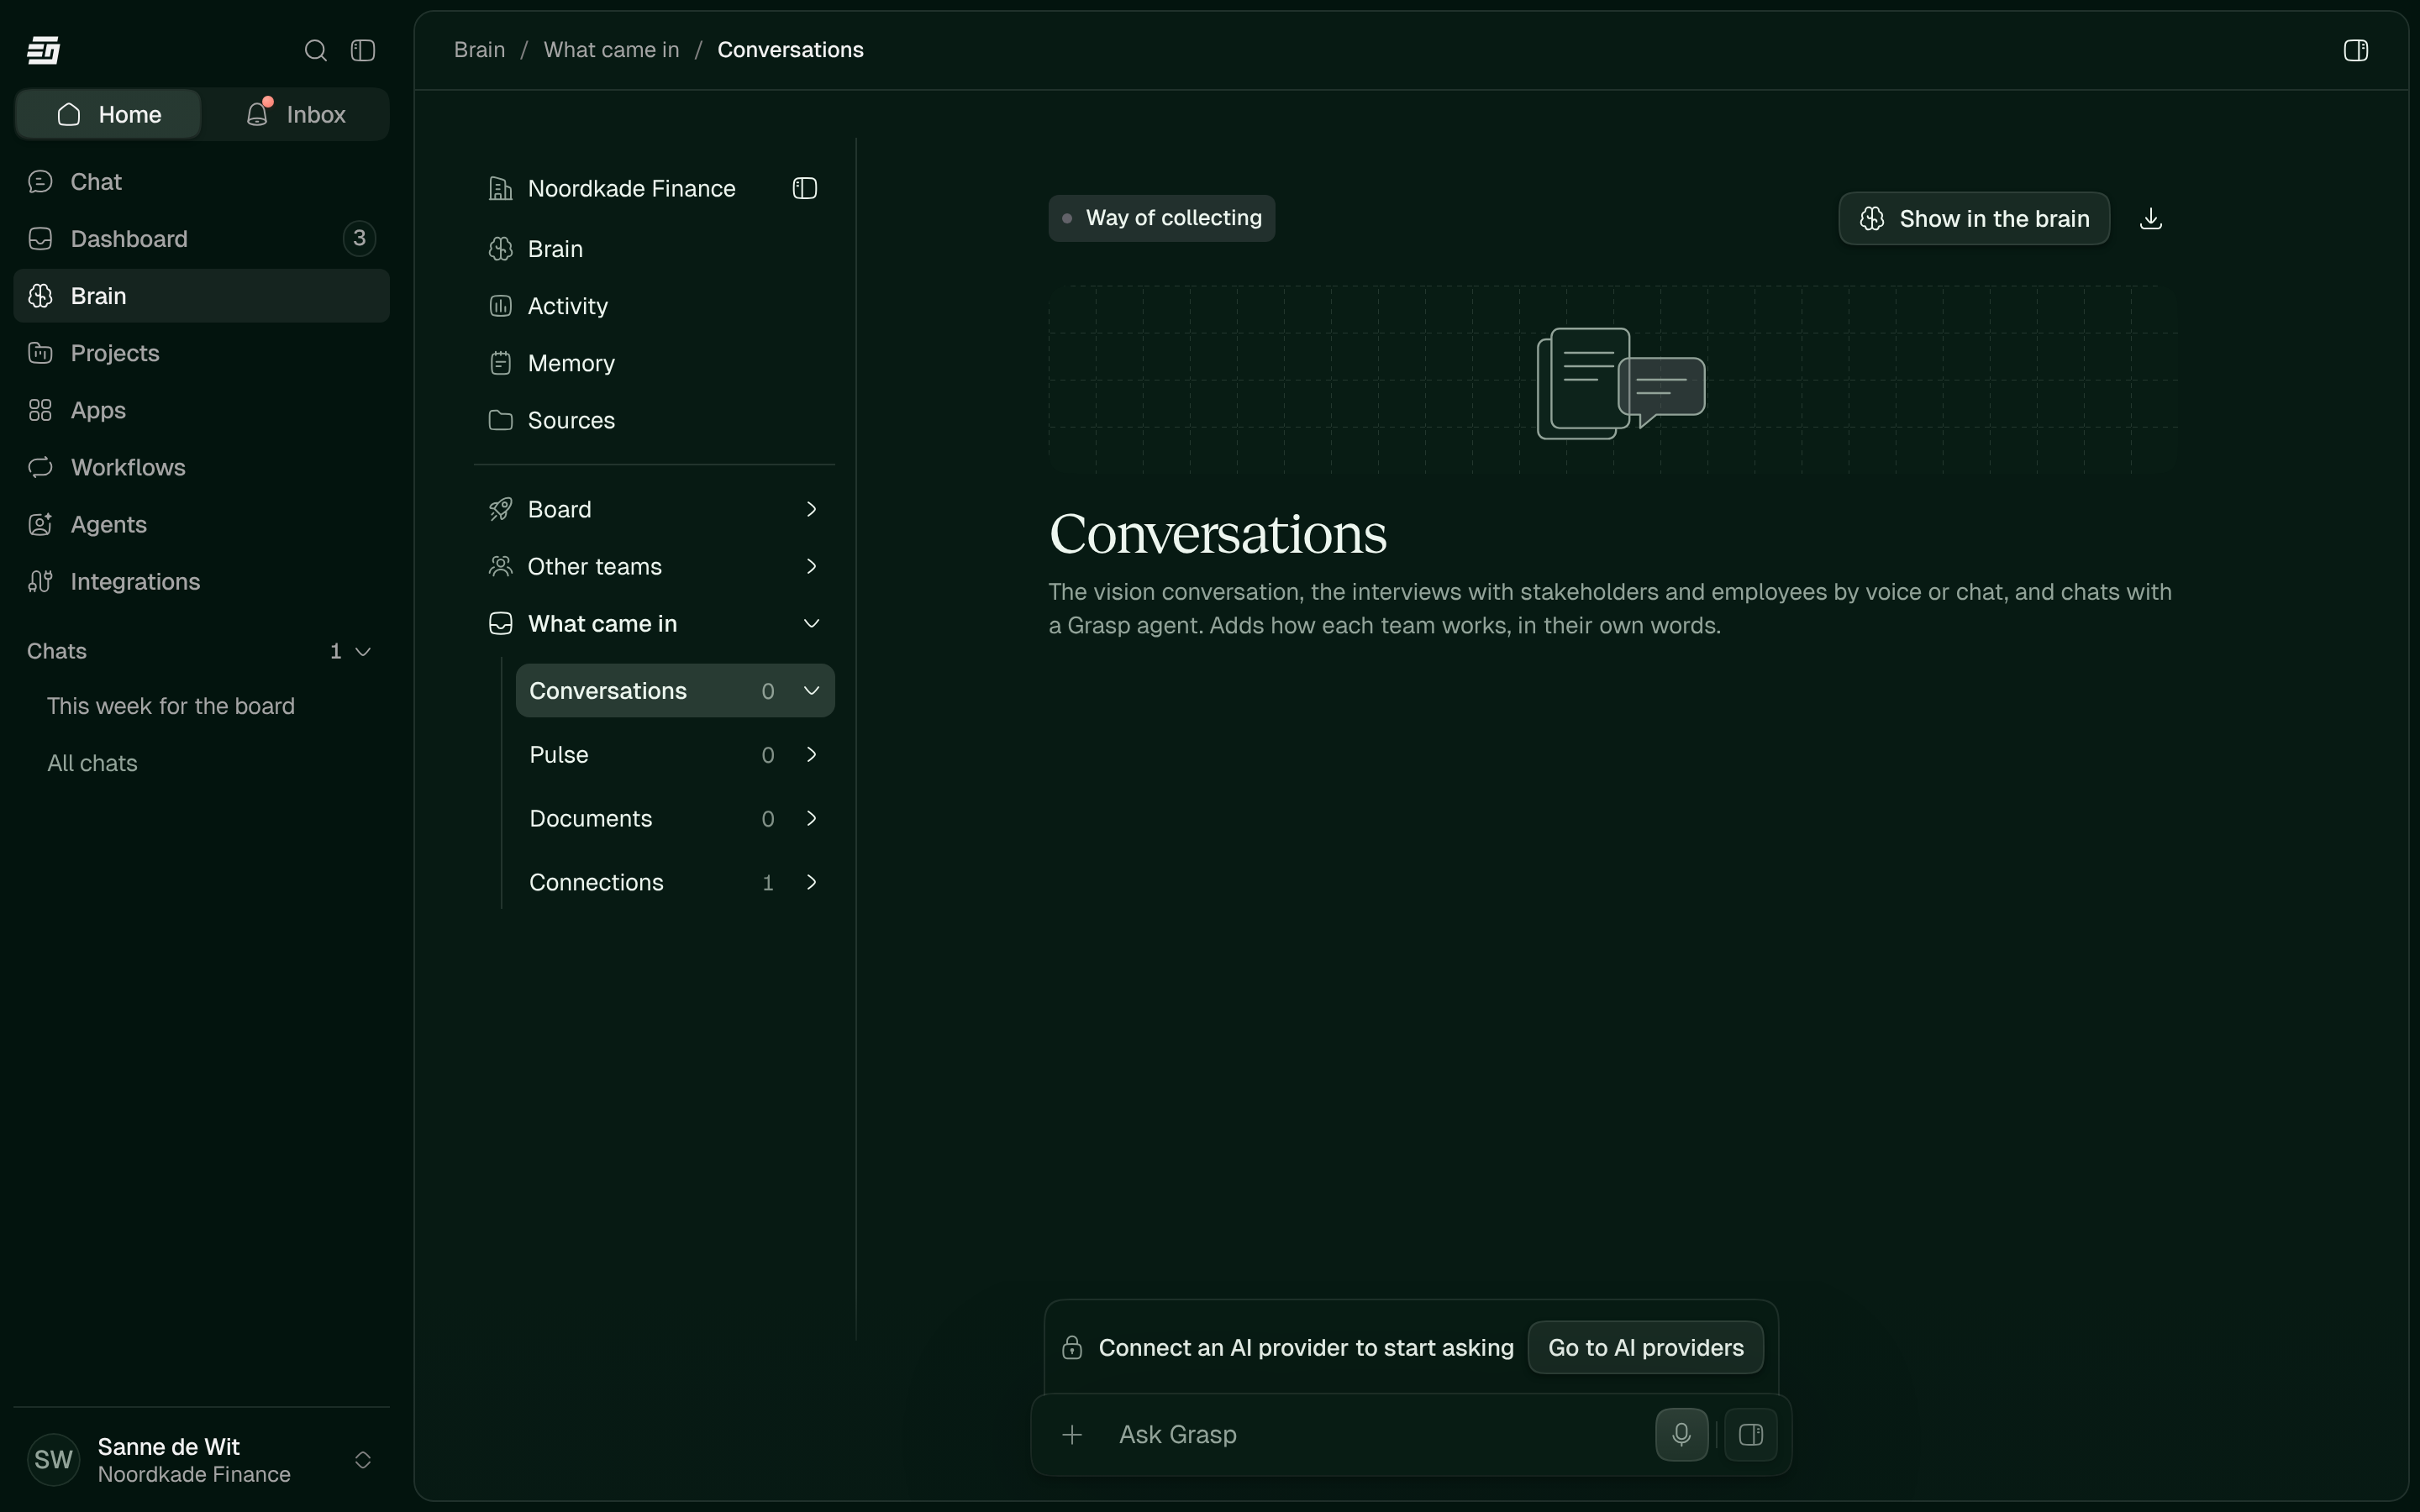 Home
Inbox
Chat
Dashboard 3
Brain
Projects
Apps
Workflows
Agents
Integrations
Chats 1
This week for the board
All chats
SW
Sanne de Wit
Noordkade Finance
Brain / What came in / Conversations
Noordkade Finance
Brain
Activity
Memory
Sources
Board
Other teams
What came in
Conversations 0
Pulse 0
Documents 0
Connections 1
Way of collecting
Show in the brain
Conversations
The vision conversation, the interviews with stakeholders and employees by voice or chat, and chats with
a Grasp agent. Adds how each team works, in their own words.
Connect an AI provider to start asking
Go to AI providers
Ask Grasp